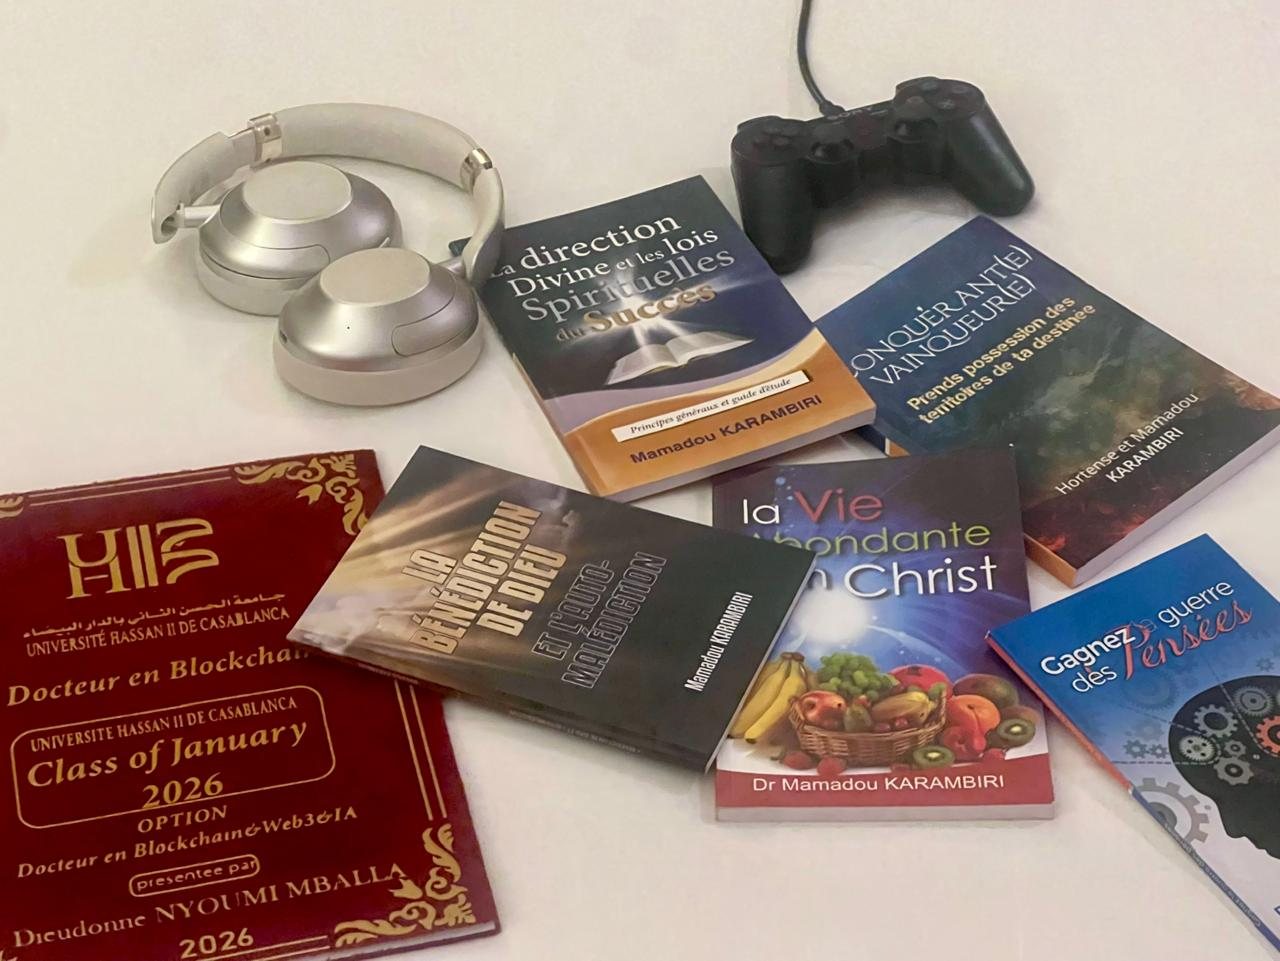 SONY
La direction
Divine et les lois
Spirituelles
du Succès
Principes généraux et guide d'étude
Mamadou KARAMBIRI
CONQUÉRANT(E)
VAINQUEUR(E)
Prends possession des
territoires de ta destinée
Hortense et Mamadou
KARAMBIRI
LA
BÉNÉDICTION
DE DIEU
ET L'AUTO-
MALÉDICTION
Mamadou KARAMBIRI
la Vie
Abondante
en Christ
Dr Mamadou KARAMBIRI
Gagnez la guerre
des Pensées
جامعة الحسن الثاني بالدار البيضاء
UNIVERSITÉ HASSAN II DE CASABLANCA
Docteur en Blockchain
UNIVERSITE HASSAN II DE CASABLANCA
Class of January
2026
OPTION
Docteur en Blockchain&Web3&IA
presentee par
Dieudonne NYOUMI MBALLA
2026